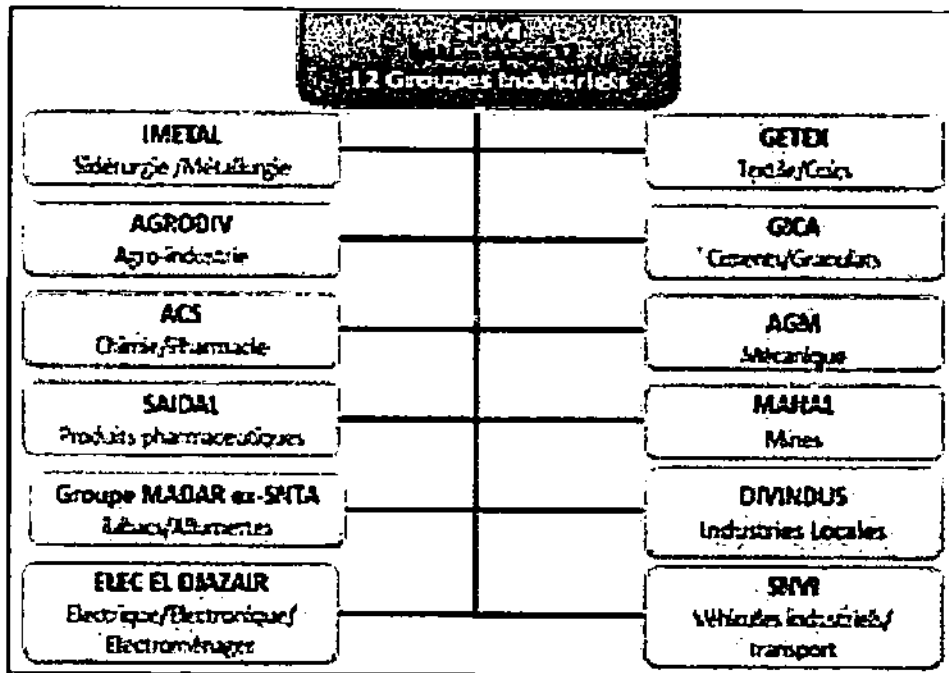 12 Groupes Industriels
IMETAL
Sidérurgie /Métallurgie
AGRODIV
Agro-industrie
ACS
Chimie/Pharmacie
SAIDAL
Produits pharmaceutiques
Groupe MADAR ex-SNTA
Tabacs/Allumettes
ELEC EL DJAZAIR
Electrique/Electronique/
Electroménager
GETEX
Textile/Cuirs
GICA
Ciments/Granulats
AGM
Mécanique
MANAL
Mines
DIVINDUS
Industries Locales
SNVI
Véhicules industriels/
transport